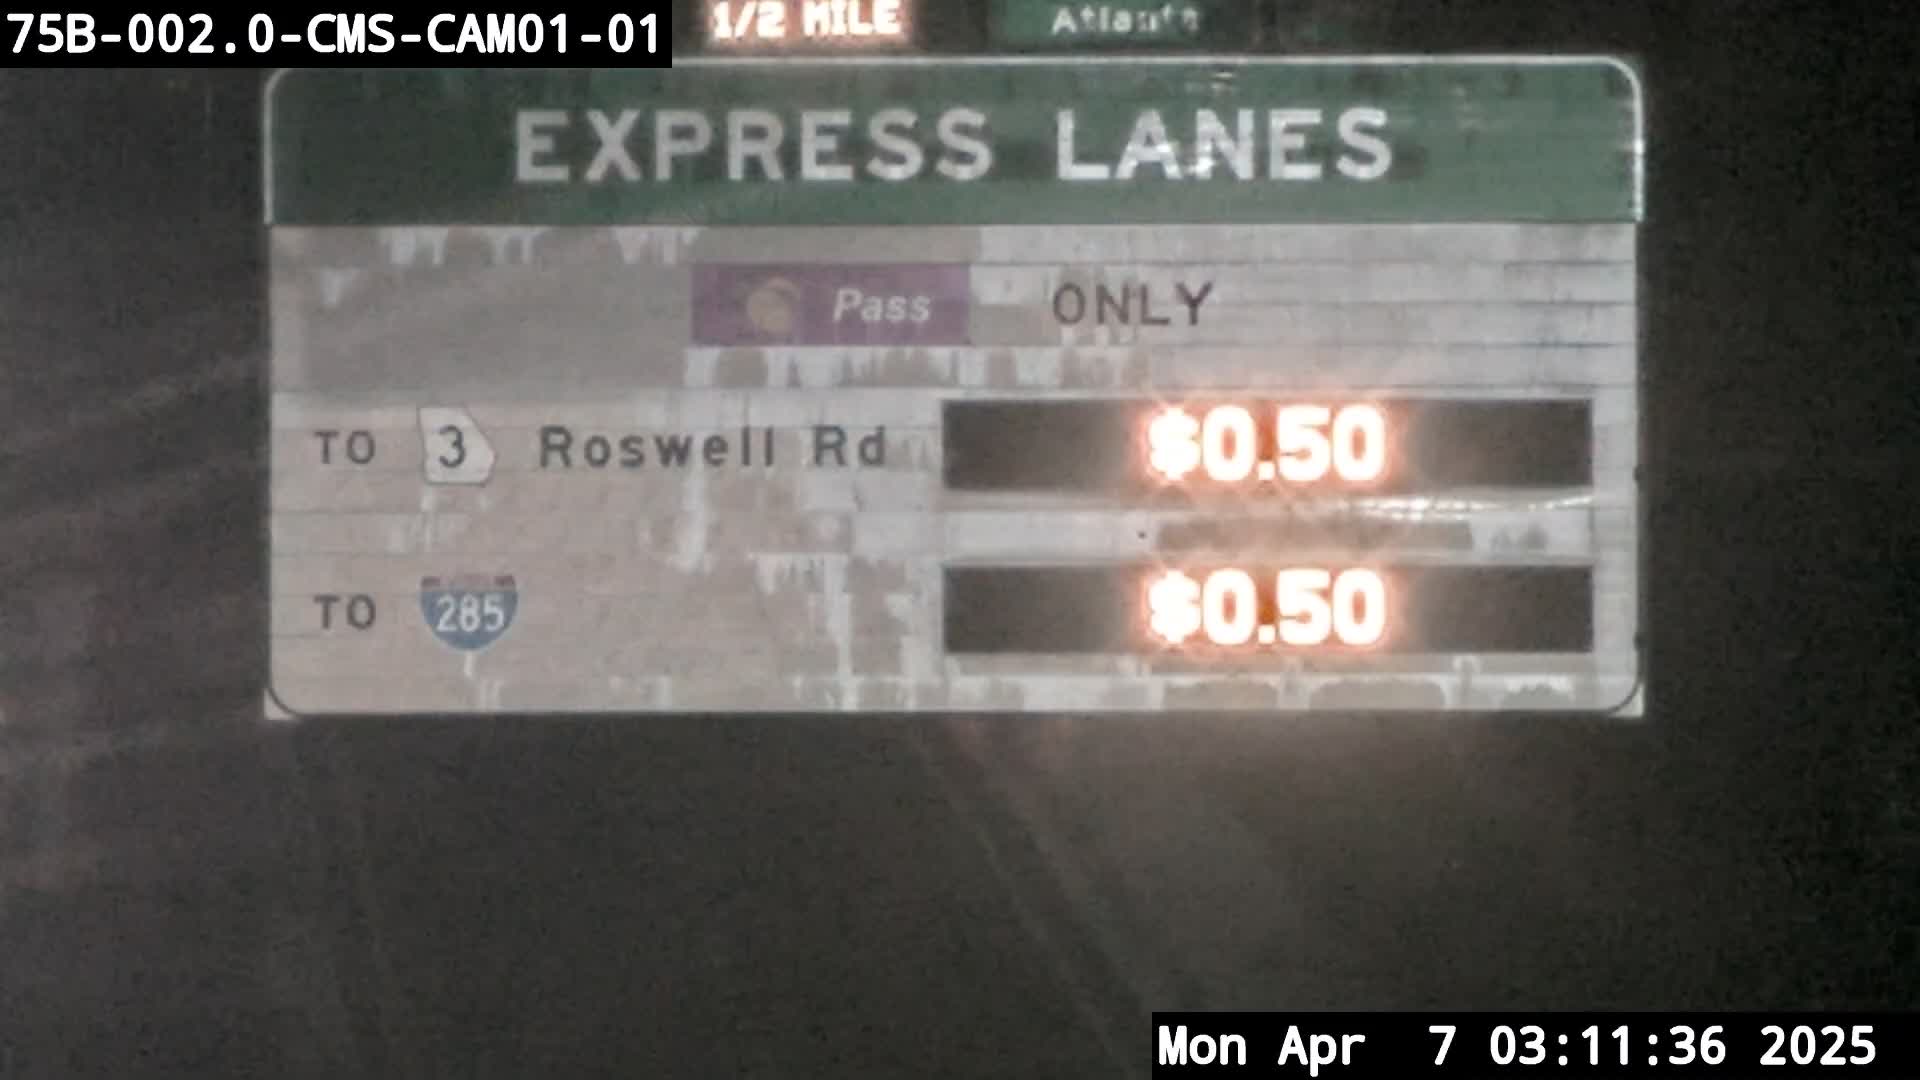 75B-002.0-CMS-CAM01-01
1/2 MILE
Atlanta
EXPRESS LANES
Pass ONLY
TO 3 Roswell Rd $0.50
TO 285 $0.50
Mon Apr 7 03:11:36 2025